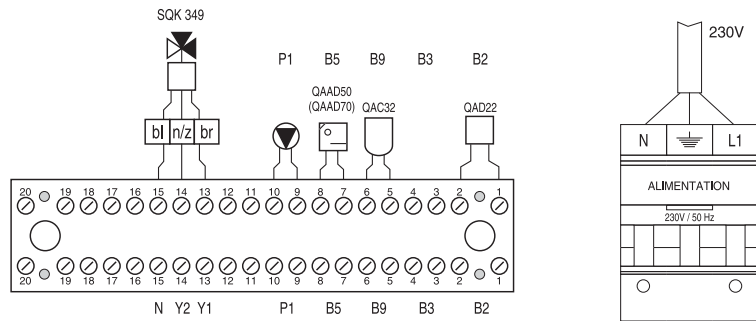 SQK 349
P1 B5 B9 B3 B2
QAAD50
(QAAD70) QAC32 QAD22
bl n/z br
20 19 18 17 16 15 14 13 12 11 10 9 8 7 6 5 4 3 2 1
20 19 18 17 16 15 14 13 12 11 10 9 8 7 6 5 4 3 2 1
N Y2 Y1 P1 B5 B9 B3 B2
230V
N L1
ALIMENTATION
230V / 50 Hz